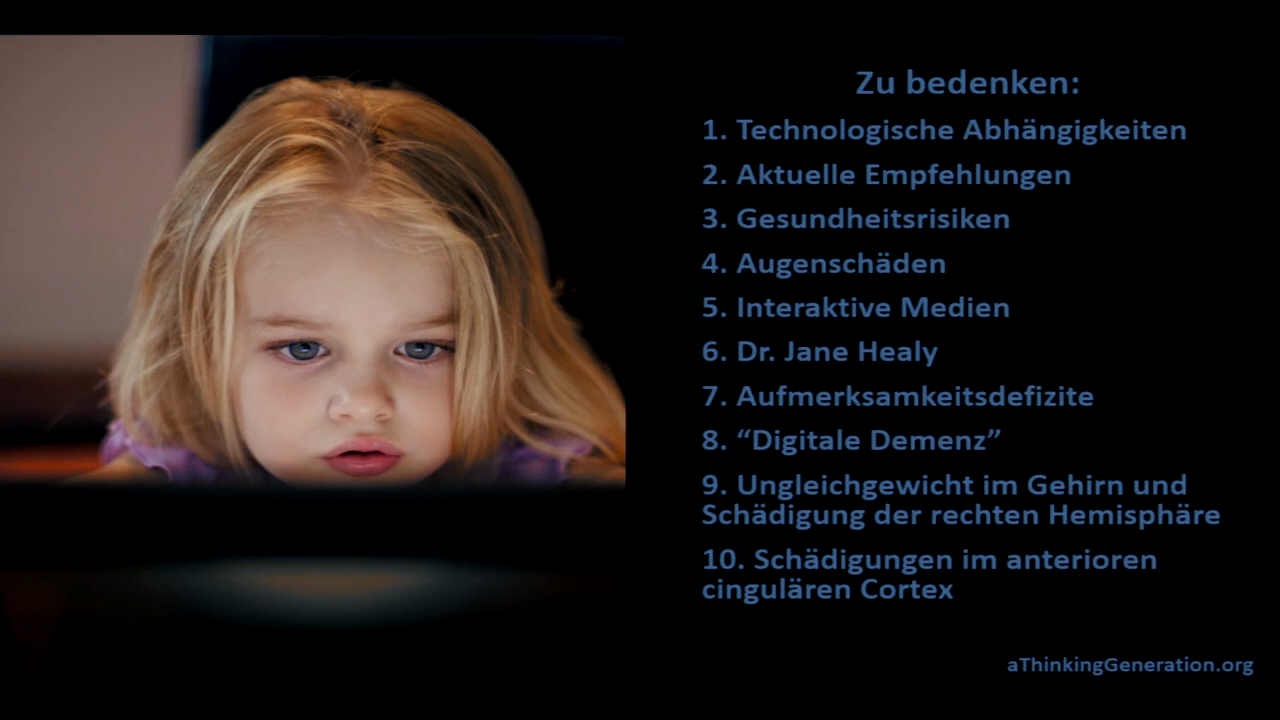 Zu bedenken:
1. Technologische Abhängigkeiten
2. Aktuelle Empfehlungen
3. Gesundheitsrisiken
4. Augenschäden
5. Interaktive Medien
6. Dr. Jane Healy
7. Aufmerksamkeitsdefizite
8. “Digitale Demenz”
9. Ungleichgewicht im Gehirn und
Schädigung der rechten Hemisphäre
10. Schädigungen im anterioren
cingulären Cortex
aThinkingGeneration.org